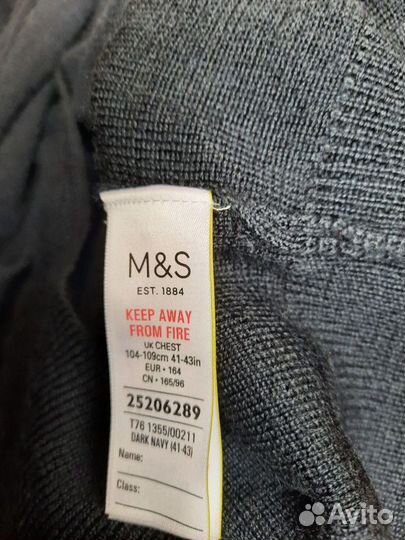 M&S
EST. 1884
KEEP AWAY
FROM FIRE
UK CHEST
104-109cm 41-43in
EUR • 164
CN • 165/96
25206289
T76 1355/00211
DARK NAVY (41-43)
Name:
Class:
Avito